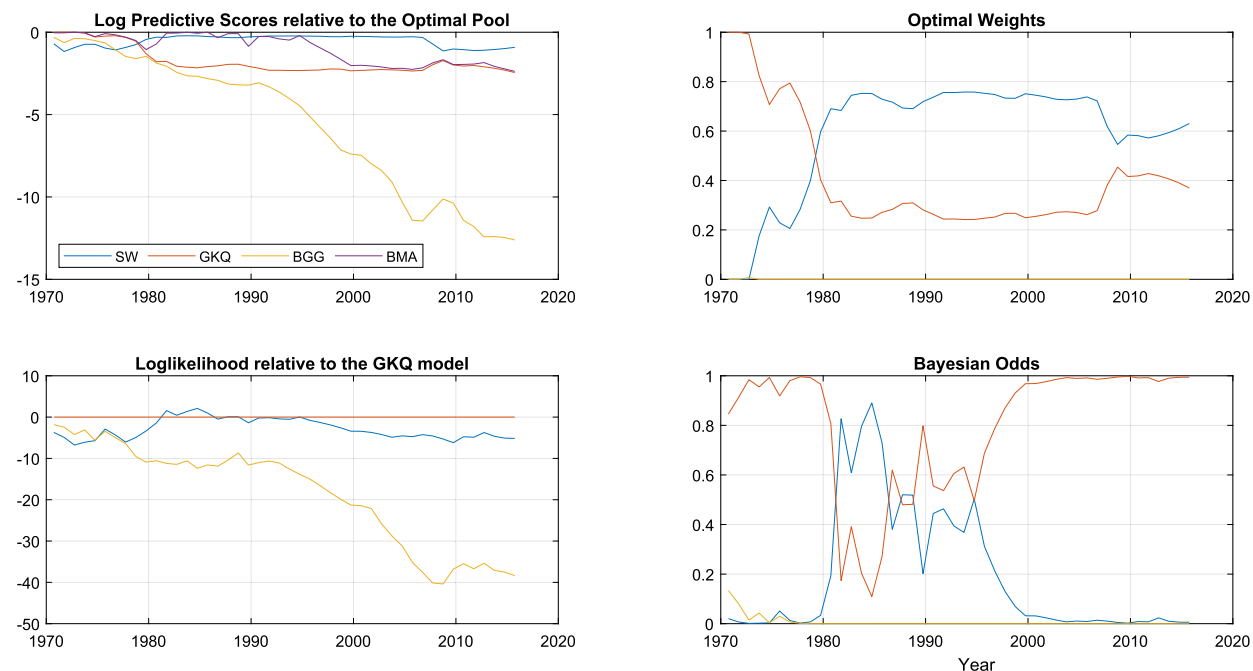 Log Predictive Scores relative to the Optimal Pool
0
-5
-10
-15
SW GKQ BGG BMA
1970 1980 1990 2000 2010 2020
Optimal Weights
1
0.8
0.6
0.4
0.2
0
1970 1980 1990 2000 2010 2020
Loglikelihood relative to the GKQ model
10
0
-10
-20
-30
-40
-50
1970 1980 1990 2000 2010 2020
Bayesian Odds
1
0.8
0.6
0.4
0.2
0
1970 1980 1990 2000 2010 2020
Year